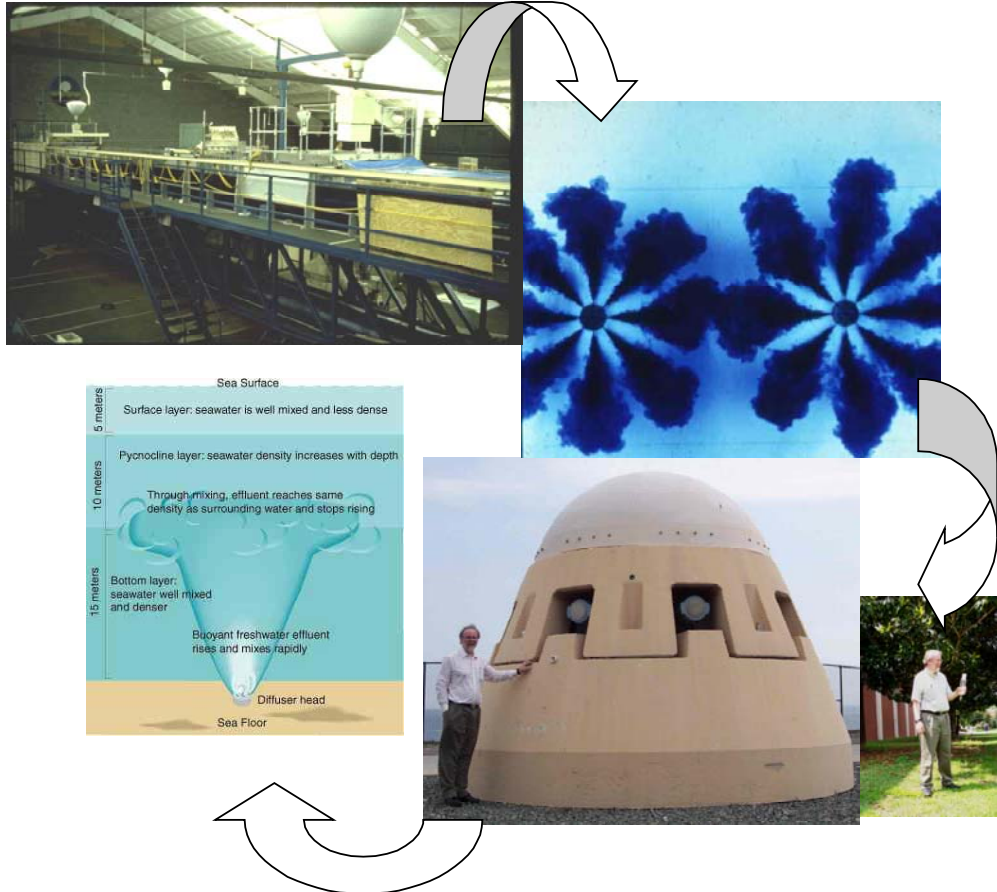 Sea Surface
5 meters
Surface layer: seawater is well mixed and less dense
10 meters
Pycnocline layer: seawater density increases with depth
Through mixing, effluent reaches same
density as surrounding water and stops rising
15 meters
Bottom layer:
seawater well mixed
and denser
Buoyant freshwater effluent
rises and mixes rapidly
Diffuser head
Sea Floor